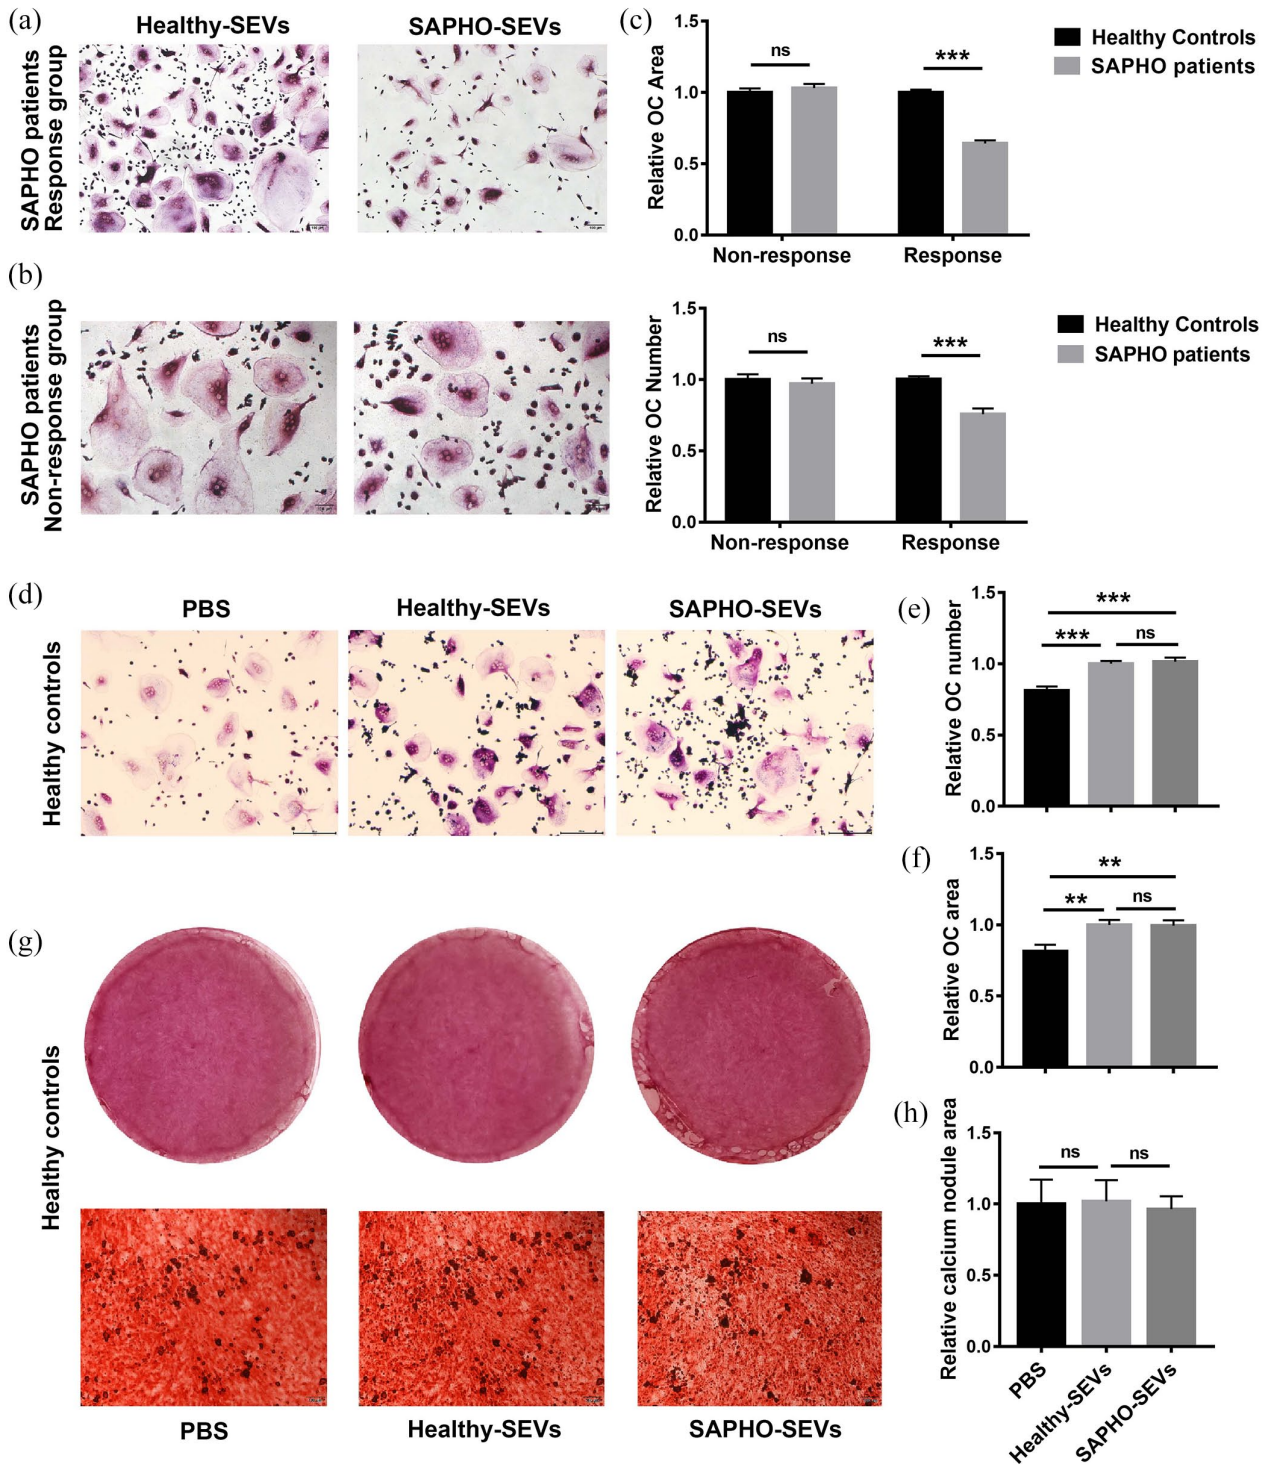 (a)
Healthy-SEVs
SAPHO-SEVs
SAPHO patients
Response group
(c)
1.5
1.0
0.5
0.0
Relative OC Area
ns
***
Non-response
Response
Healthy Controls
SAPHO patients
(b)
SAPHO patients
Non-response group
1.5
1.0
0.5
0.0
Relative OC Number
ns
***
Non-response
Response
Healthy Controls
SAPHO patients
(d)
PBS
Healthy-SEVs
SAPHO-SEVs
Healthy controls
(e)
1.5
1.0
0.5
0.0
Relative OC number
***
***
ns
(f)
1.5
1.0
0.5
0.0
Relative OC area
**
**
ns
(g)
Healthy controls
PBS
Healthy-SEVs
SAPHO-SEVs
(h)
1.5
1.0
0.5
0.0
Relative calcium nodule area
ns
ns
PBS
Healthy-SEVs
SAPHO-SEVs